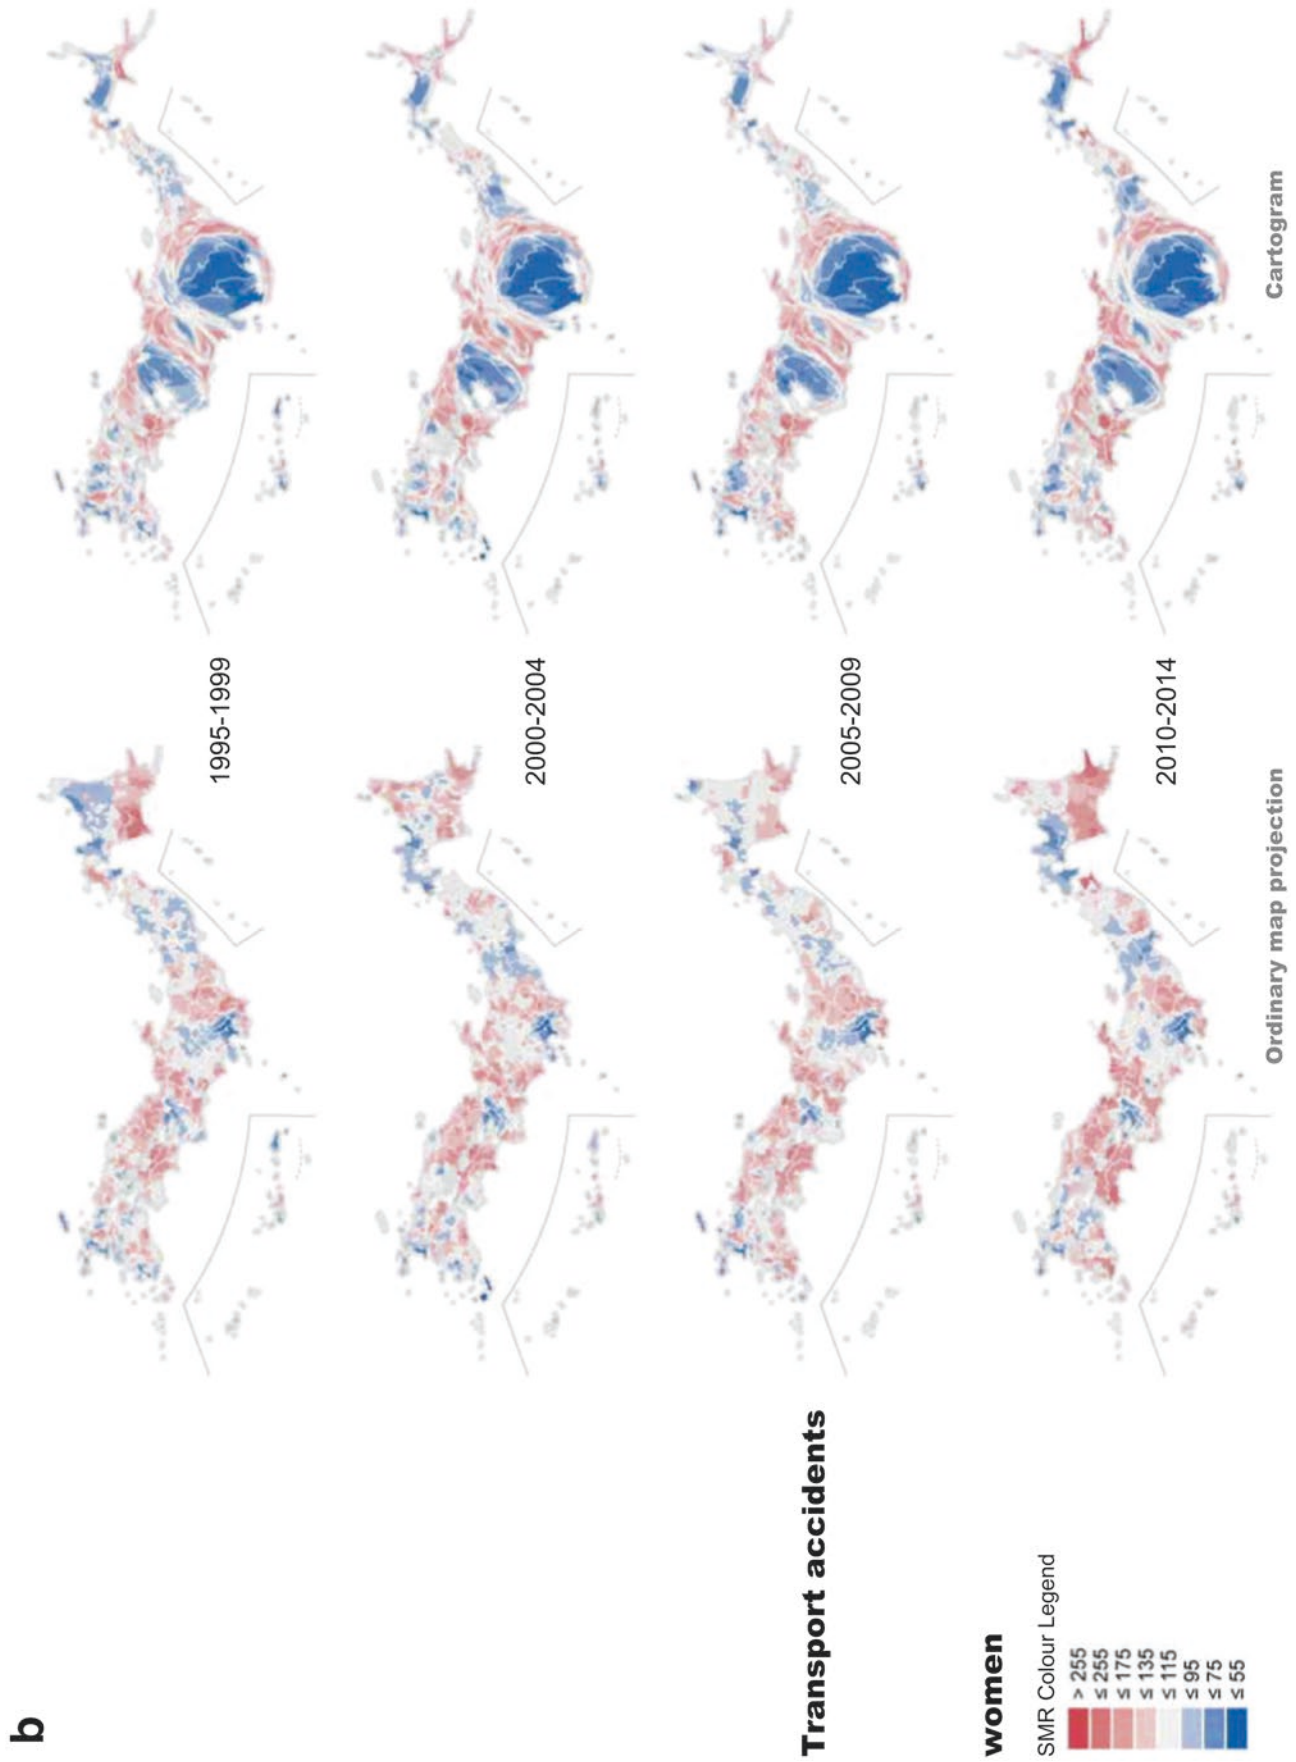 b
1995-1999
2000-2004
2005-2009
2010-2014
Transport accidents
women
SMR Colour Legend
> 255
≤ 255
≤ 175
≤ 135
≤ 115
≤ 95
≤ 75
≤ 55
Ordinary map projection
Cartogram